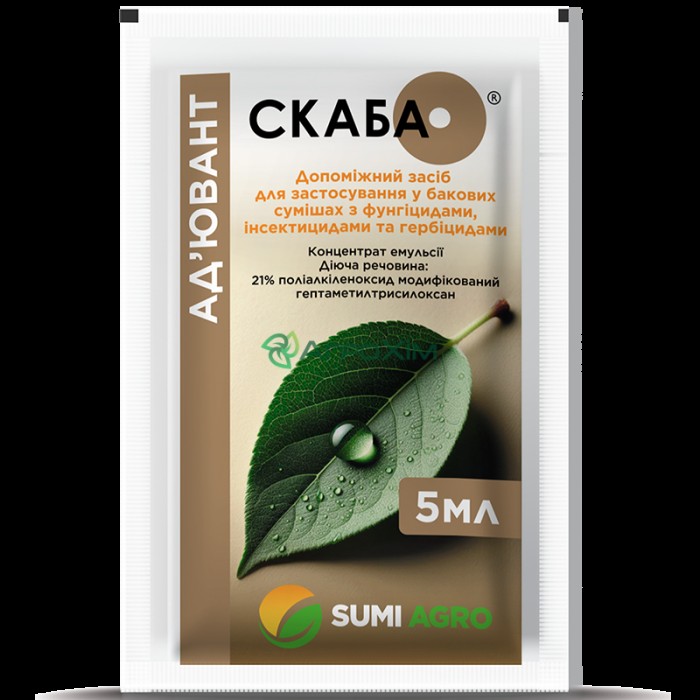 АД'ЮВАНТ
СКАБА ®
Допоміжний засіб
для застосування у бакових
сумішах з фунгіцидами,
інсектицидами та гербіцидами
Концентрат емульсії
Діюча речовина:
21% поліалкіленоксид модифікований
гептаметилтрисилоксан
АГРОХІМ
5мл
SUMI AGRO